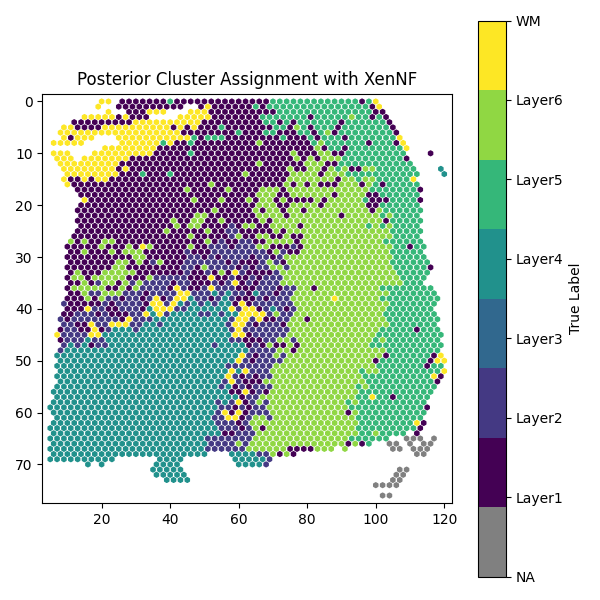 Posterior Cluster Assignment with XenNF
0
10
20
30
40
50
60
70
20
40
60
80
100
120
WM
Layer6
Layer5
Layer4
Layer3
Layer2
Layer1
NA
True Label